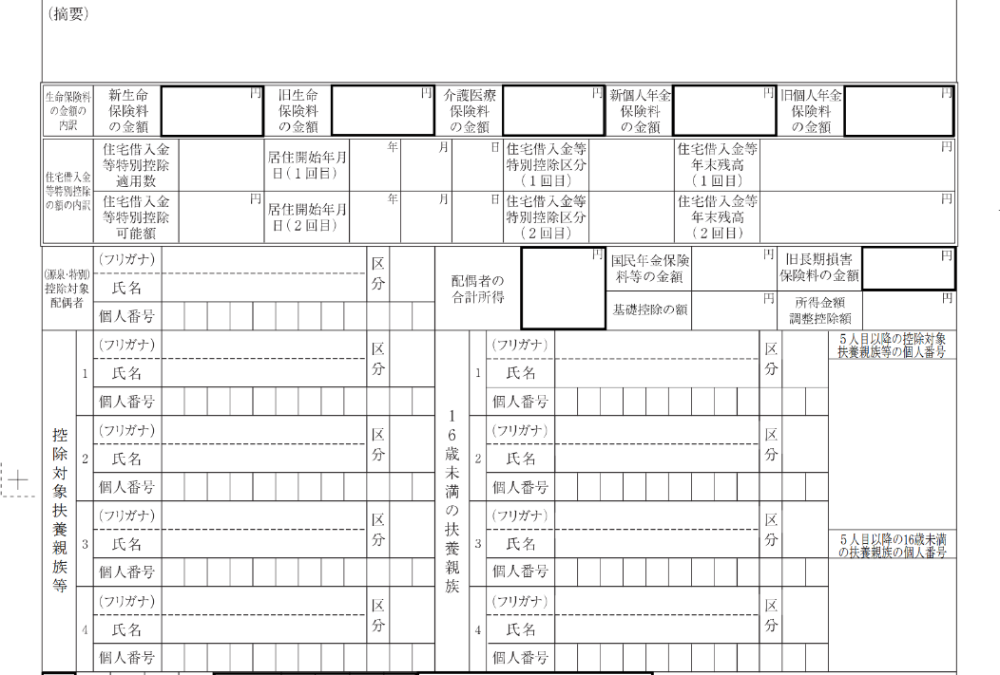 (摘要)
生命保険料
の金額の
内訳
新生命
保険料
の金額
円
旧生命
保険料
の金額
円
介護医療
保険料
の金額
円
新個人年金
保険料
の金額
円
旧個人年金
保険料
の金額
円
住宅借入金
等特別控除
の額の内訳
住宅借入金
等特別控除
適用数
居住開始年月
日(1回目)
年
月
日
住宅借入金等
特別控除区分
(1回目)
住宅借入金等
年末残高
(1回目)
円
住宅借入金
等特別控除
可能額
円
居住開始年月
日(2回目)
年
月
日
住宅借入金等
特別控除区分
(2回目)
住宅借入金等
年末残高
(2回目)
円
(源泉・特別)
控除対象
配偶者
(フリガナ)
氏名
区
分
個人番号
配偶者の
合計所得
円
国民年金保険
料等の金額
円
旧長期損害
保険料の金額
円
基礎控除の額
円
所得金額
調整控除額
円
控除対象扶養親族等
1
(フリガナ)
氏名
区
分
個人番号
2
(フリガナ)
氏名
区
分
個人番号
3
(フリガナ)
氏名
区
分
個人番号
4
(フリガナ)
氏名
区
分
個人番号
16歳未満の扶養親族
1
(フリガナ)
氏名
区
分
個人番号
2
(フリガナ)
氏名
区
分
個人番号
3
(フリガナ)
氏名
区
分
個人番号
4
(フリガナ)
氏名
区
分
個人番号
5人目以降の控除対象
扶養親族等の個人番号
5人目以降の16歳未満
の扶養親族の個人番号